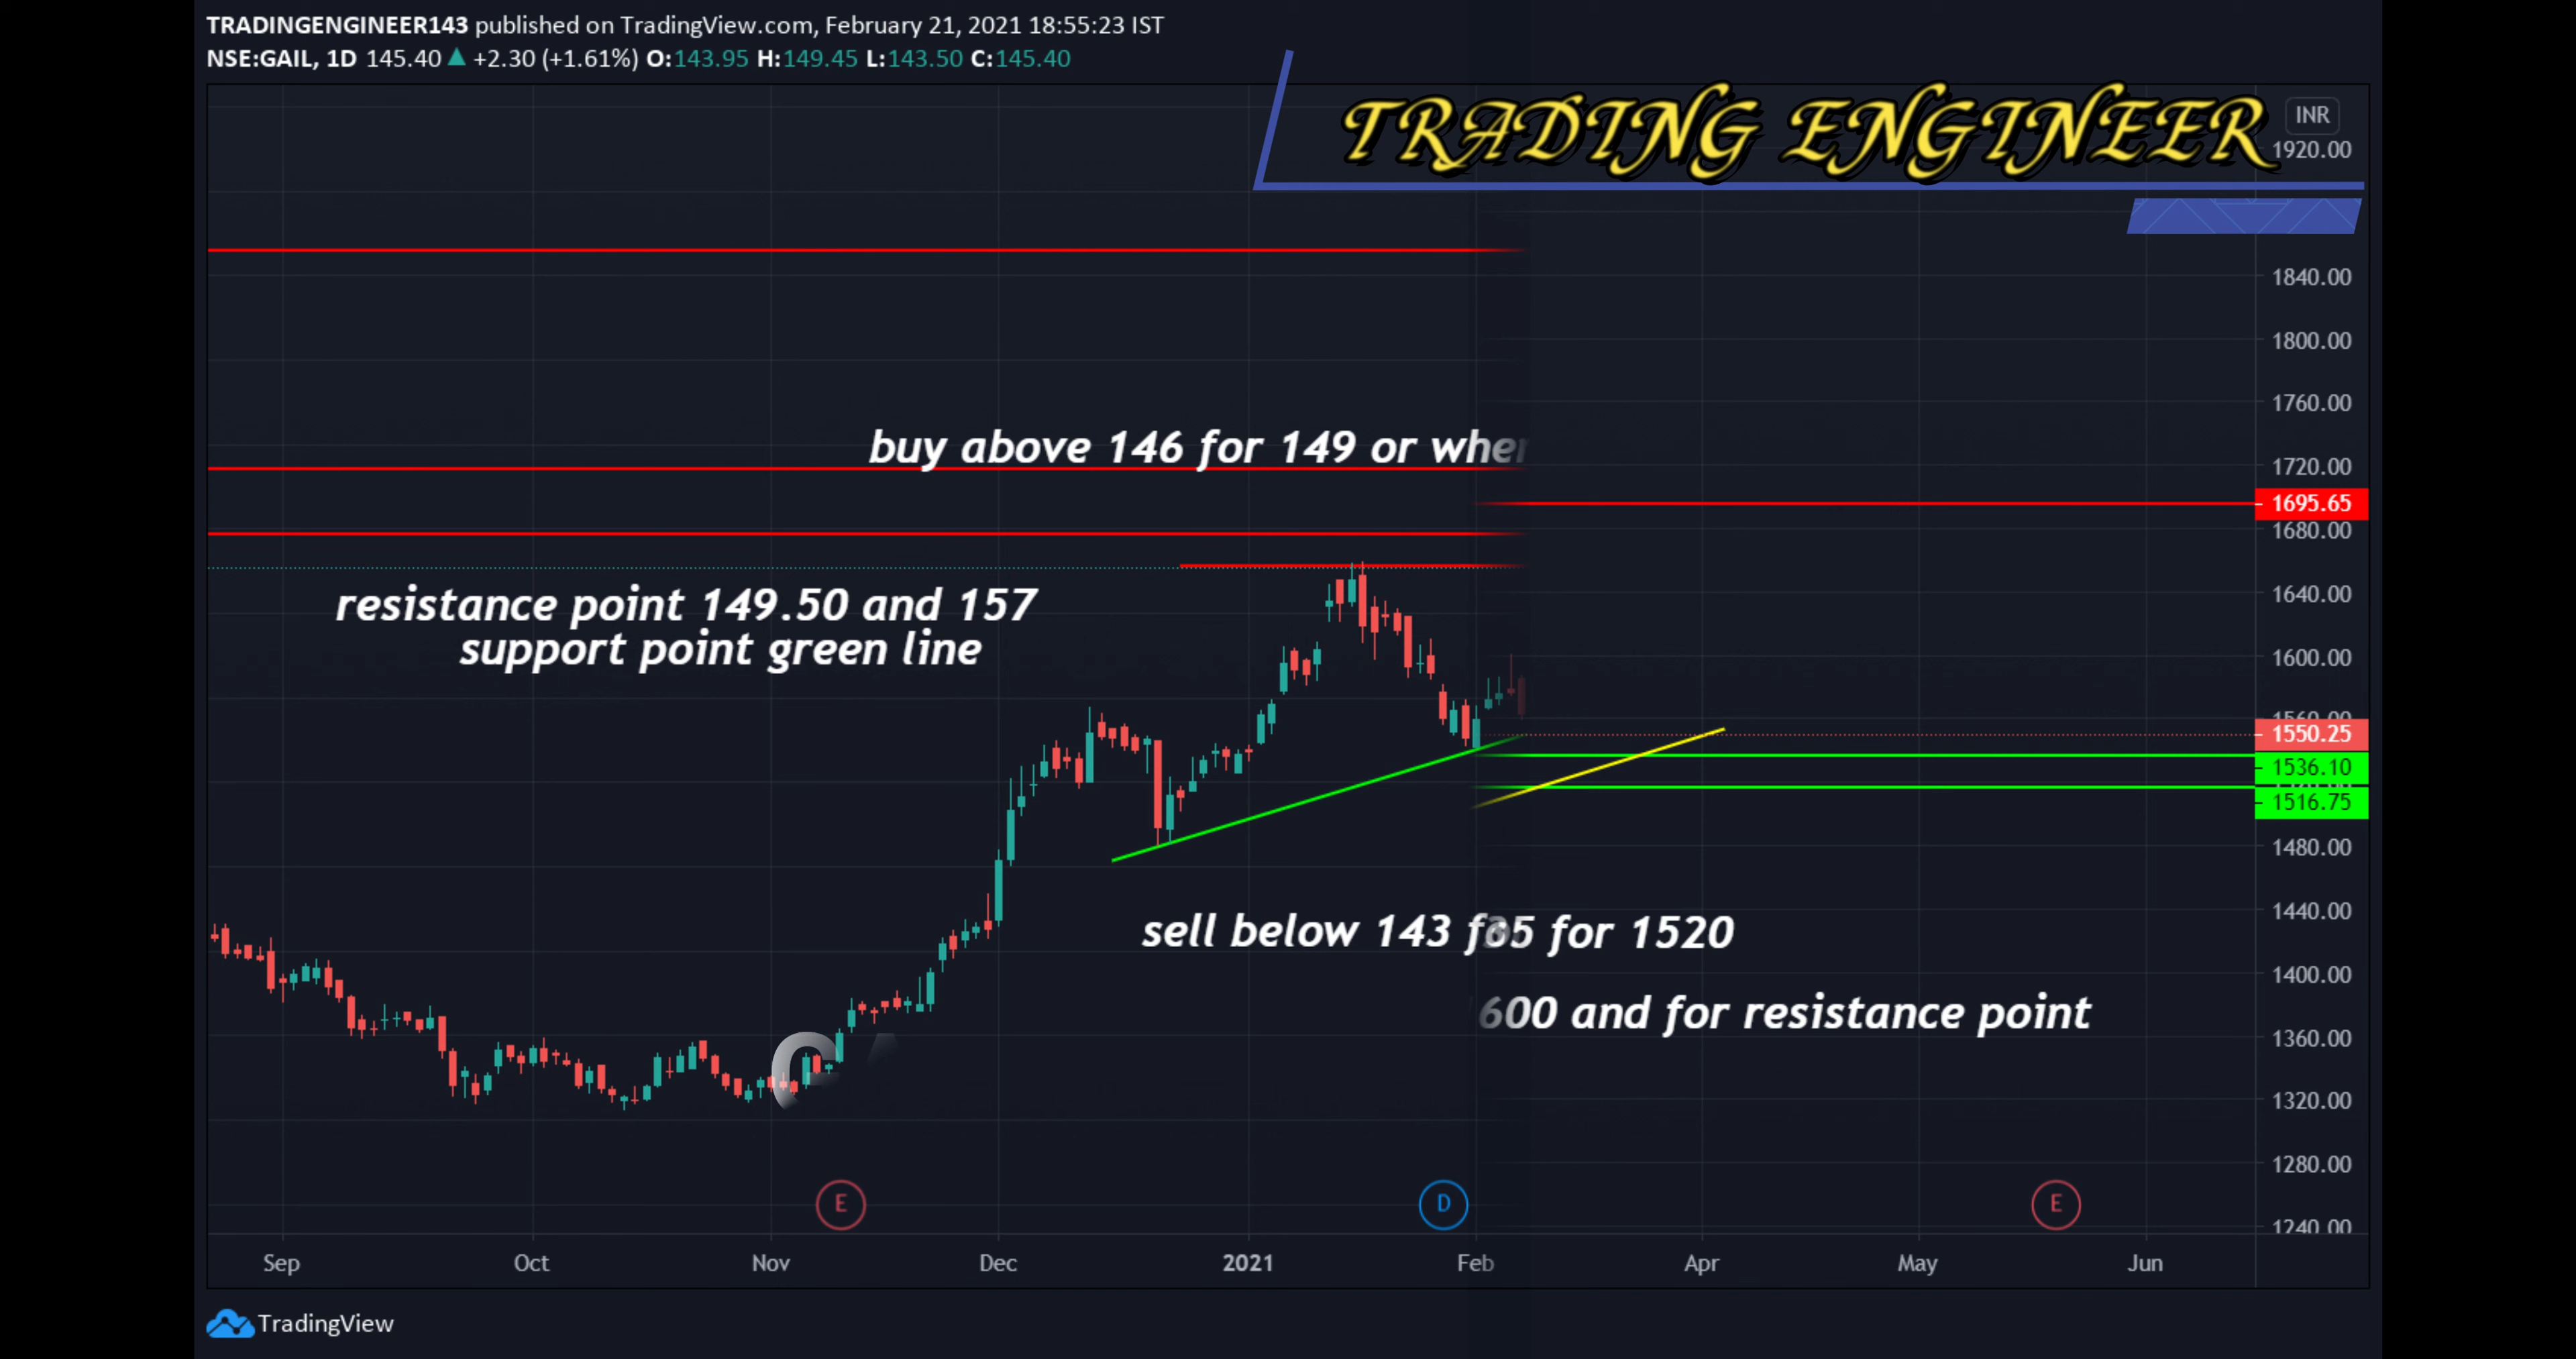 TRADINGENGINEER143 published on TradingView.com, February 21, 2021 18:55:23 IST
NSE:GAIL, 1D 145.40 ▲ +2.30 (+1.61%) O:143.95 H:149.45 L:143.50 C:145.40
TRADING ENGINEER
INR
1920.00
1840.00
1800.00
1760.00
buy above 146 for 149 or
1720.00
1695.65
1680.00
1640.00
resistance point 149.50 and 157
support point green line
1600.00
1560.00
1550.25
1536.10
1516.75
1480.00
1440.00
sell below 143 for 1520
1400.00
600 and for resistance point
1360.00
1320.00
1280.00
E D E
1240.00
Sep Oct Nov Dec 2021 Feb Apr May Jun
TradingView